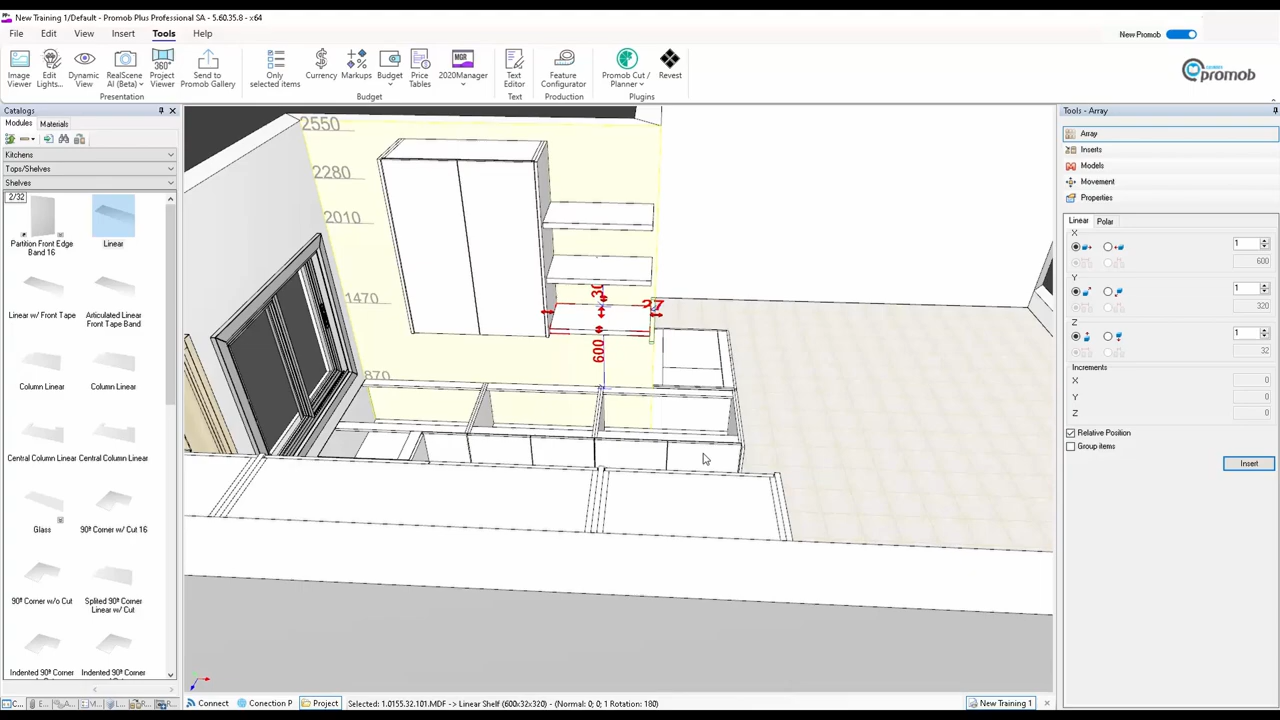 New Training 1/Default - Promob Plus Professional SA - 5.60.35.8 - x64
File Edit View Insert Tools Help
New Promob
Image Viewer
Edit Lights...
Dynamic View
RealScene AI (Beta)
Project Viewer
Send to Promob Gallery
Only selected items
Currency
Markups
Budget
Price Tables
2020Manager
Text Editor
Feature Configurator
Promob Cut / Planner
Revest
Presentation
Budget
Text
Production
Plugins
promob
Catalogs
Modules Materials
Kitchens
Tops/Shelves
Shelves
2/32
Partition Front Edge Band 16
Linear
Linear w/ Front Tape
Articulated Linear Front Tape Band
Column Linear
Column Linear
Central Column Linear
Central Column Linear
Glass
90º Corner w/ Cut 16
90º Corner w/o Cut
Splited 90º Corner Linear w/ Cut
Indented 90º Corner
Indented 90º Corner
2550
2280
2010
1470
870
30
27
600
Tools - Array
Array
Inserts
Models
Movement
Properties
Linear Polar
X
1
600
Y
1
320
Z
1
32
Increments
X 0
Y 0
Z 0
Relative Position
Group items
Insert
Connect Conection P Project Selected: 1.0155.32.101.MDF -> Linear Shelf (600x32x320) - (Normal: 0; 0; 1 Rotation: 180) New Training 1